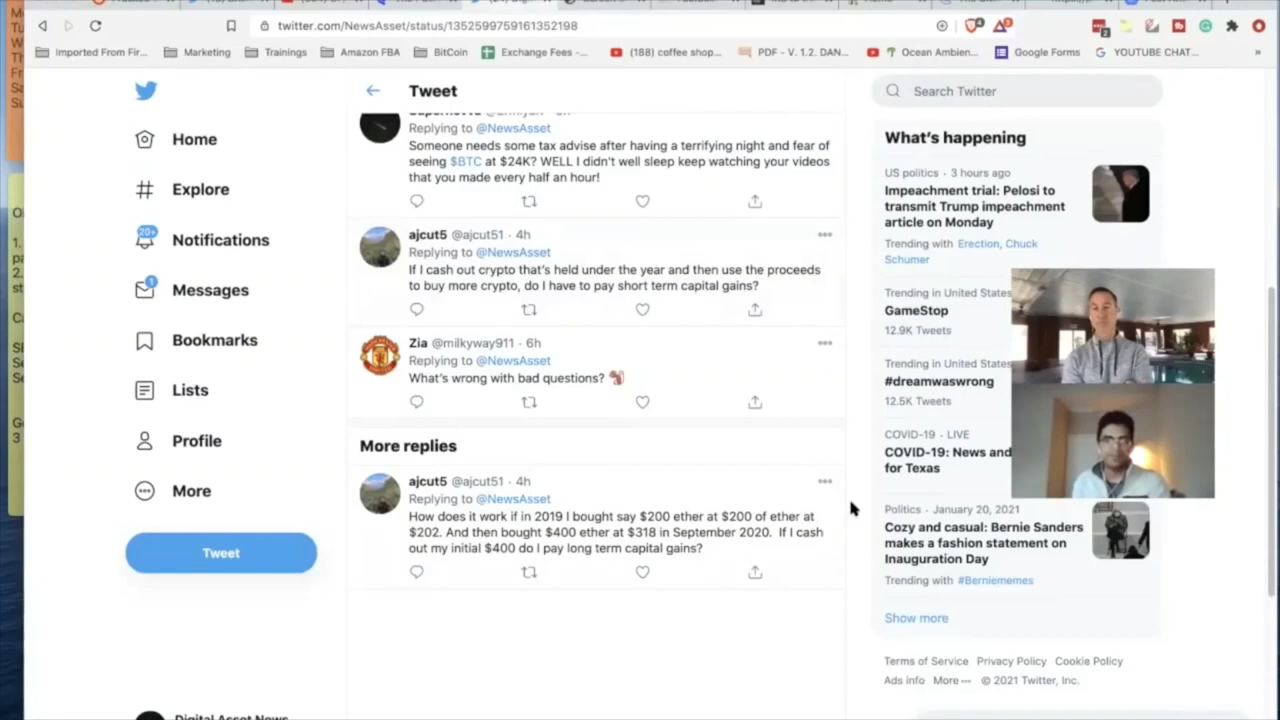 twitter.com/NewsAsset/status/1352599759161352198
Imported From Fir...
Marketing
Trainings
Amazon FBA
BitCoin
Exchange Fees -...
(188) coffee shop...
PDF - V. 1.2. DAN...
Ocean Ambien...
Google Forms
YOUTUBE CHAT...
»
Home
Explore
20+
Notifications
1
Messages
Bookmarks
Lists
Profile
More
Tweet
Tweet
Replying to @NewsAsset
Someone needs some tax advise after having a terrifying night and fear of
seeing $BTC at $24K? WELL I didn't well sleep keep watching your videos
that you made every half an hour!
ajcut5 @ajcut51 · 4h
Replying to @NewsAsset
If I cash out crypto that's held under the year and then use the proceeds
to buy more crypto, do I have to pay short term capital gains?
Zia @milkyway911 · 6h
Replying to @NewsAsset
What's wrong with bad questions?
More replies
ajcut5 @ajcut51 · 4h
Replying to @NewsAsset
How does it work if in 2019 I bought say $200 ether at $200 of ether at
$202. And then bought $400 ether at $318 in September 2020. If I cash
out my initial $400 do I pay long term capital gains?
Search Twitter
What's happening
US politics · 3 hours ago
Impeachment trial: Pelosi to
transmit Trump impeachment
article on Monday
Trending with Erection, Chuck
Schumer
Trending in United States
GameStop
12.9K Tweets
Trending in United States
#dreamwaswrong
12.5K Tweets
COVID-19 · LIVE
COVID-19: News and
for Texas
Politics · January 20, 2021
Cozy and casual: Bernie Sanders
makes a fashion statement on
Inauguration Day
Trending with #Berniememes
Show more
Terms of Service Privacy Policy Cookie Policy
Ads info More··· © 2021 Twitter, Inc.
Digital Asset News